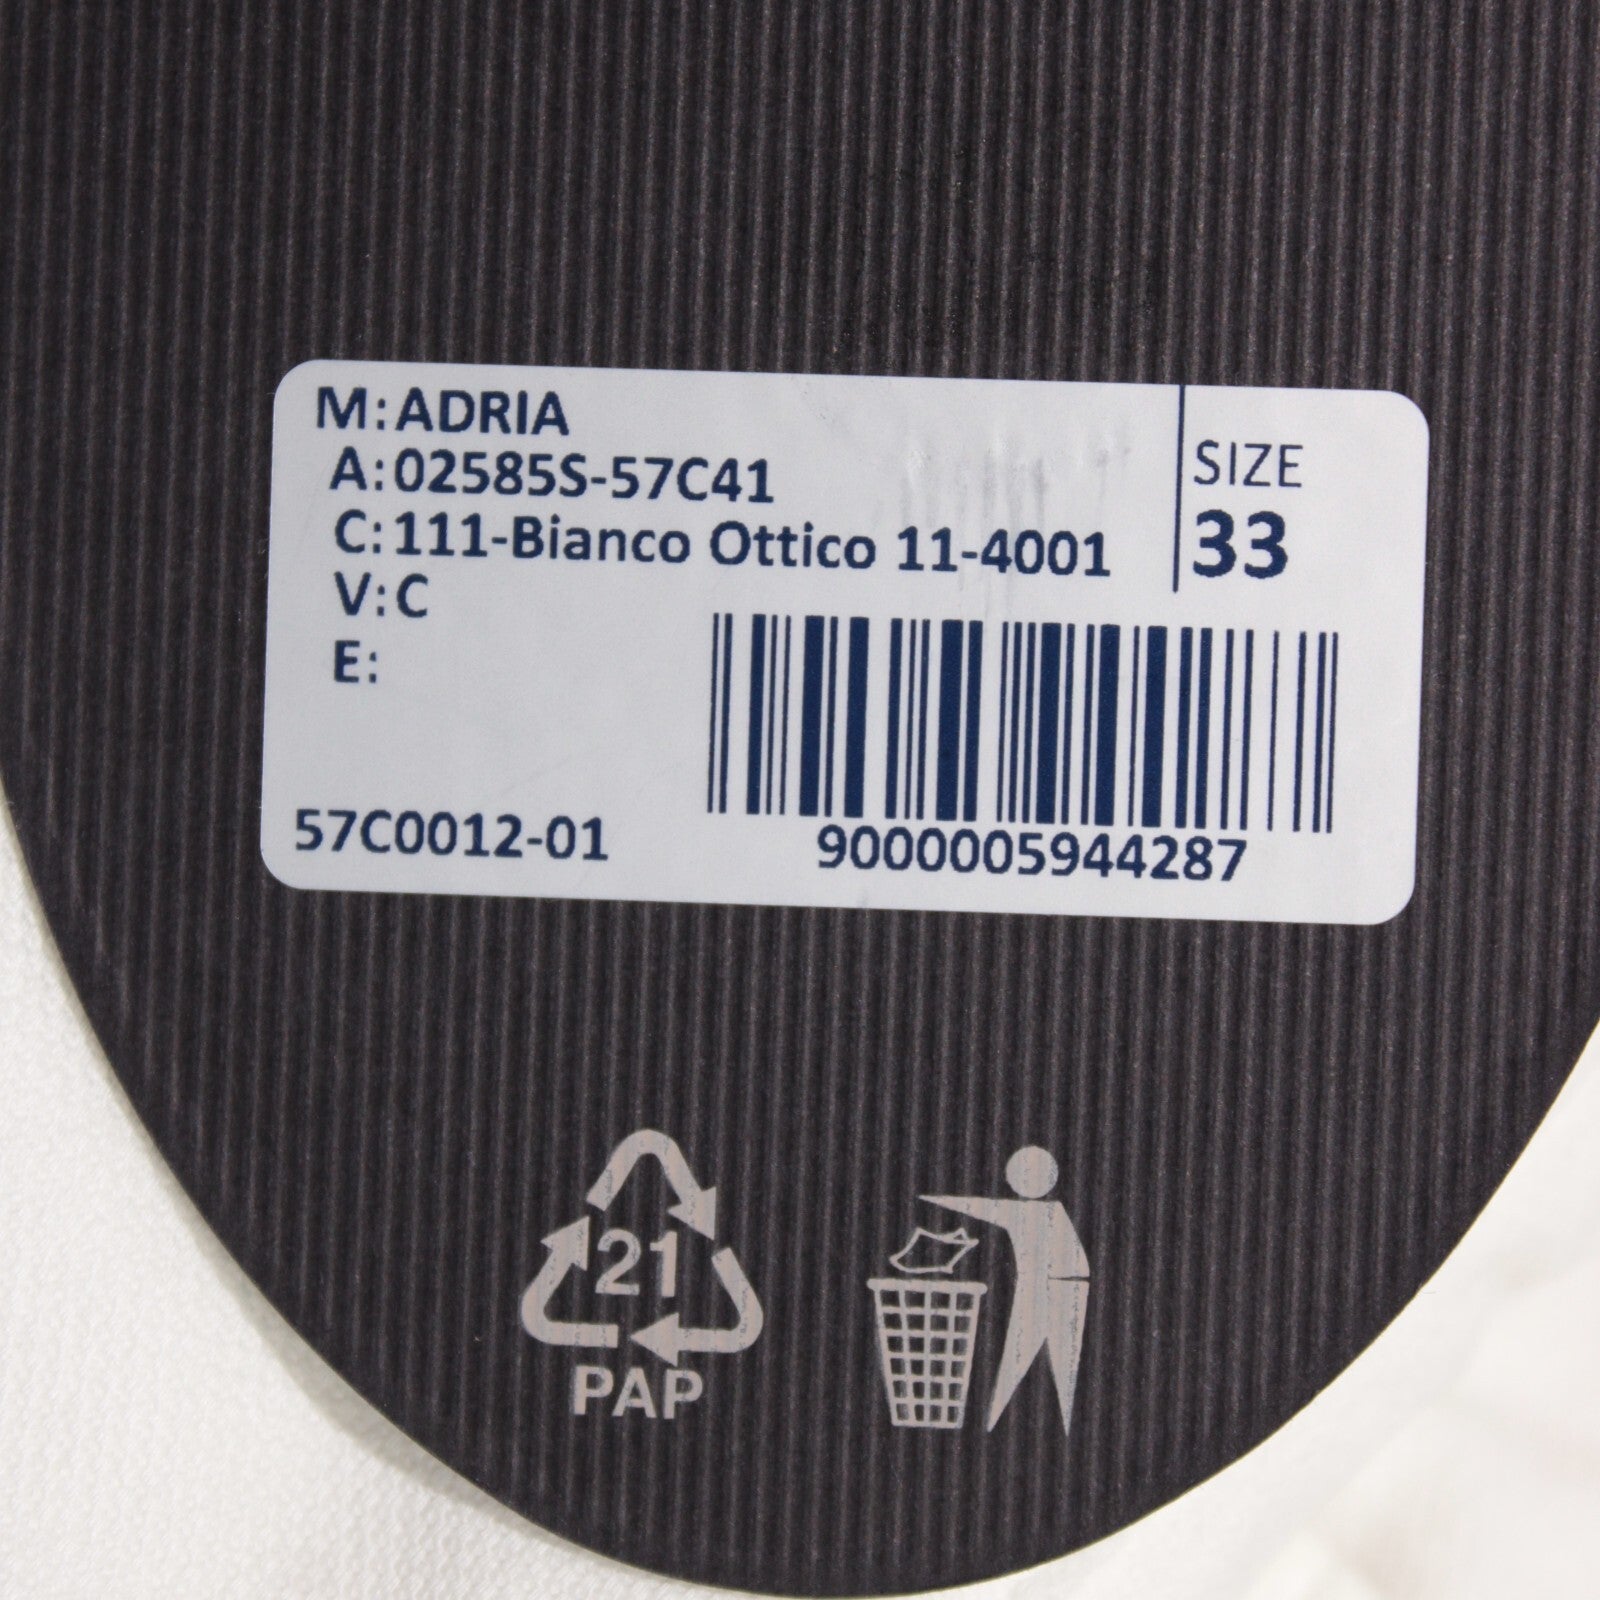 M: ADRIA
A: 02585S-57C41
C: 111-Bianco Ottico 11-4001
V: C
E:
SIZE
33
57C0012-01
9000005944287
21
PAP